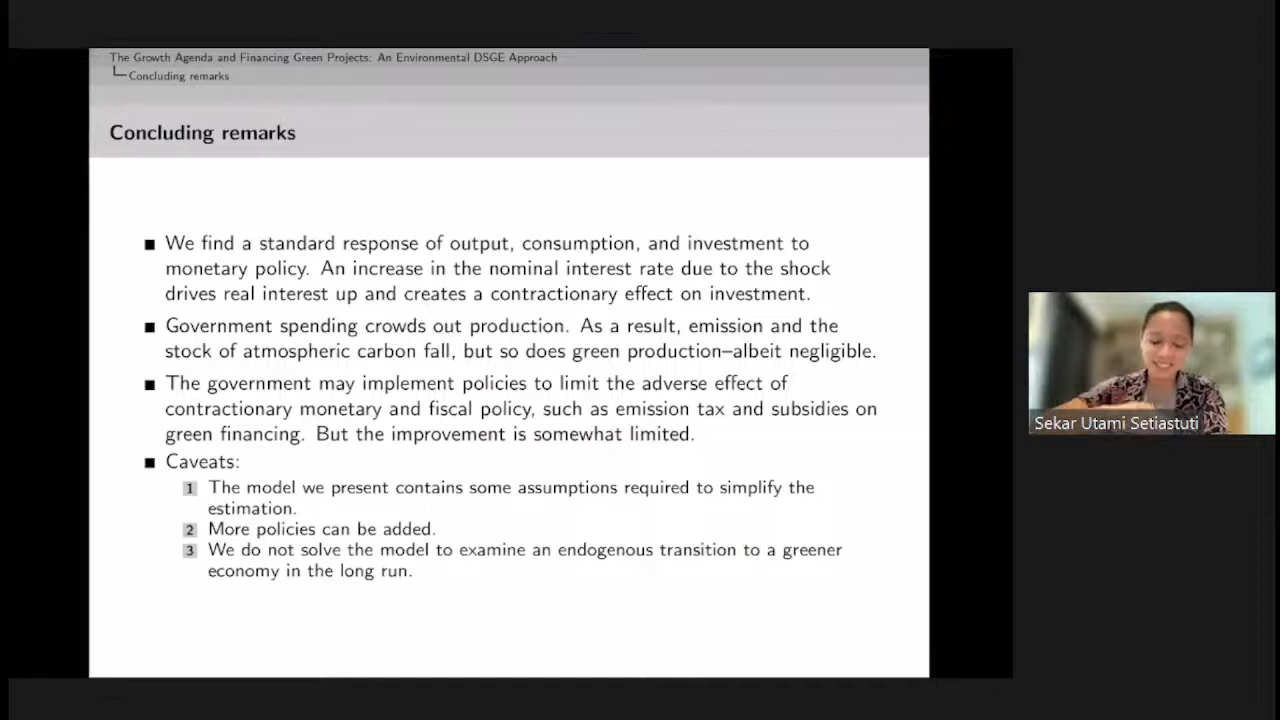 The Growth Agenda and Financing Green Projects: An Environmental DSGE Approach
Concluding remarks
Concluding remarks
We find a standard response of output, consumption, and investment to
monetary policy. An increase in the nominal interest rate due to the shock
drives real interest up and creates a contractionary effect on investment.
Government spending crowds out production. As a result, emission and the
stock of atmospheric carbon fall, but so does green production–albeit negligible.
The government may implement policies to limit the adverse effect of
contractionary monetary and fiscal policy, such as emission tax and subsidies on
green financing. But the improvement is somewhat limited.
Caveats:
1 The model we present contains some assumptions required to simplify the
estimation.
2 More policies can be added.
3 We do not solve the model to examine an endogenous transition to a greener
economy in the long run.
Sekar Utami Setiastuti